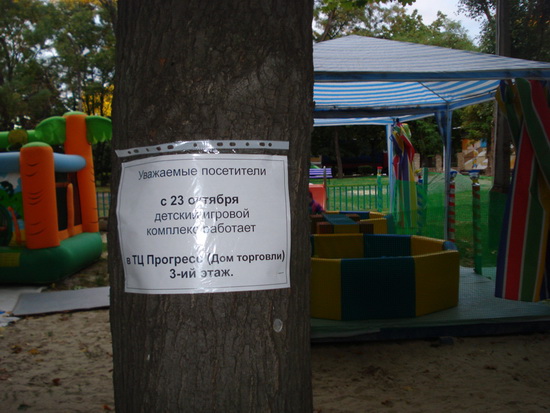 Уважаемые посетители
с 23 октября
детский игровой
комплекс работает
в ТЦ Прогресс (Дом торговли)
3-ий этаж.